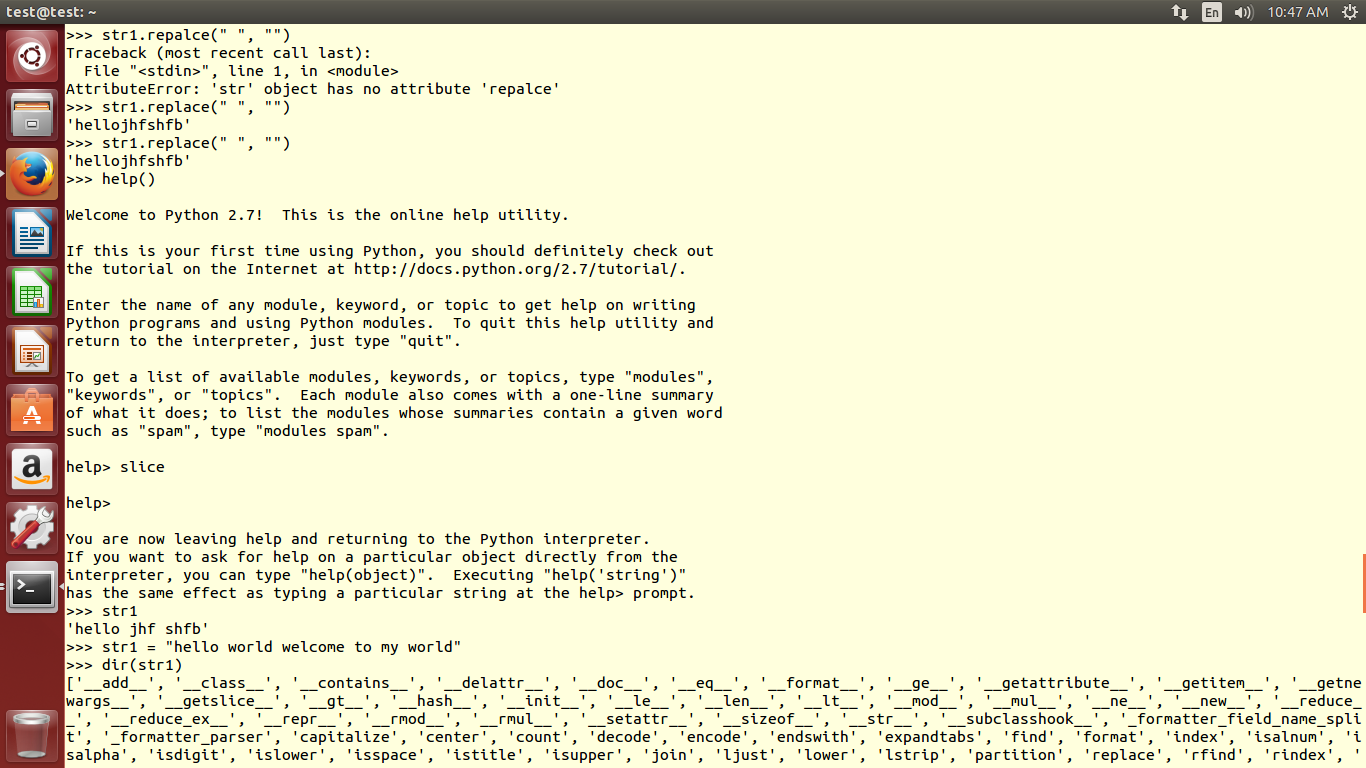 test@test: ~
En
10:47 AM
>>> str1.repalce(" ", "")
Traceback (most recent call last):
  File "<stdin>", line 1, in <module>
AttributeError: 'str' object has no attribute 'repalce'
>>> str1.replace(" ", "")
'hellojhfshfb'
>>> str1.replace(" ", "")
'hellojhfshfb'
>>> help()
Welcome to Python 2.7!  This is the online help utility.
If this is your first time using Python, you should definitely check out
the tutorial on the Internet at http://docs.python.org/2.7/tutorial/.
Enter the name of any module, keyword, or topic to get help on writing
Python programs and using Python modules.  To quit this help utility and
return to the interpreter, just type "quit".
To get a list of available modules, keywords, or topics, type "modules",
"keywords", or "topics".  Each module also comes with a one-line summary
of what it does; to list the modules whose summaries contain a given word
such as "spam", type "modules spam".
help> slice
help>
You are now leaving help and returning to the Python interpreter.
If you want to ask for help on a particular object directly from the
interpreter, you can type "help(object)".  Executing "help('string')"
has the same effect as typing a particular string at the help> prompt.
>>> str1
'hello jhf shfb'
>>> str1 = "hello world welcome to my world"
>>> dir(str1)
['__add__', '__class__', '__contains__', '__delattr__', '__doc__', '__eq__', '__format__', '__ge__', '__getattribute__', '__getitem__', '__getne
wargs__', '__getslice__', '__gt__', '__hash__', '__init__', '__le__', '__len__', '__lt__', '__mod__', '__mul__', '__ne__', '__new__', '__reduce_
_', '__reduce_ex__', '__repr__', '__rmod__', '__rmul__', '__setattr__', '__sizeof__', '__str__', '__subclasshook__', '_formatter_field_name_spli
t', '_formatter_parser', 'capitalize', 'center', 'count', 'decode', 'encode', 'endswith', 'expandtabs', 'find', 'format', 'index', 'isalnum', 'i
salpha', 'isdigit', 'islower', 'isspace', 'istitle', 'isupper', 'join', 'ljust', 'lower', 'lstrip', 'partition', 'replace', 'rfind', 'rindex', '